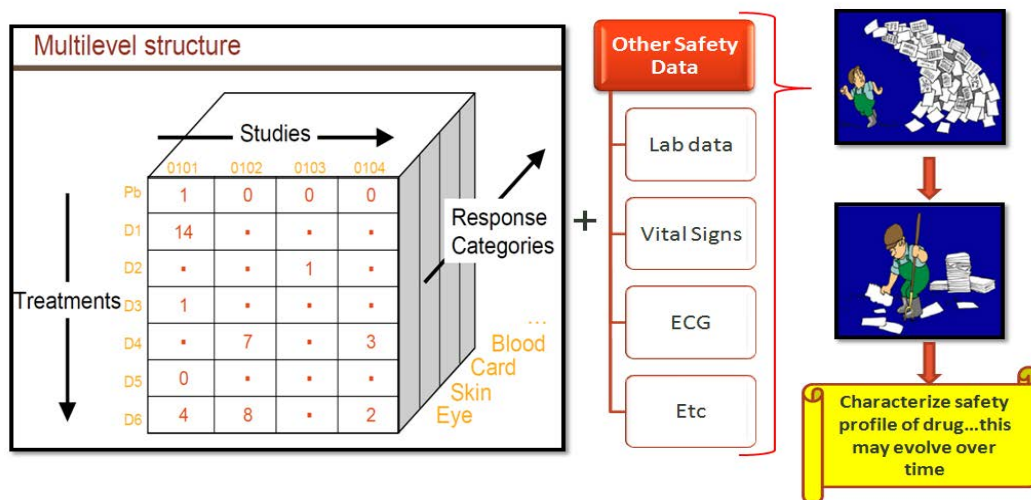 Multilevel structure
Studies
0101 0102 0103 0104
Pb 1 0 0 0
D1 14 . . .
D2 . . 1 .
D3 1 . . .
D4 . 7 . 3
D5 0 . . .
D6 4 8 . 2
Treatments
Response
Categories
...
Blood
Card
Skin
Eye
+
Other Safety
Data
Lab data
Vital Signs
ECG
Etc
Characterize safety
profile of drug...this
may evolve over
time